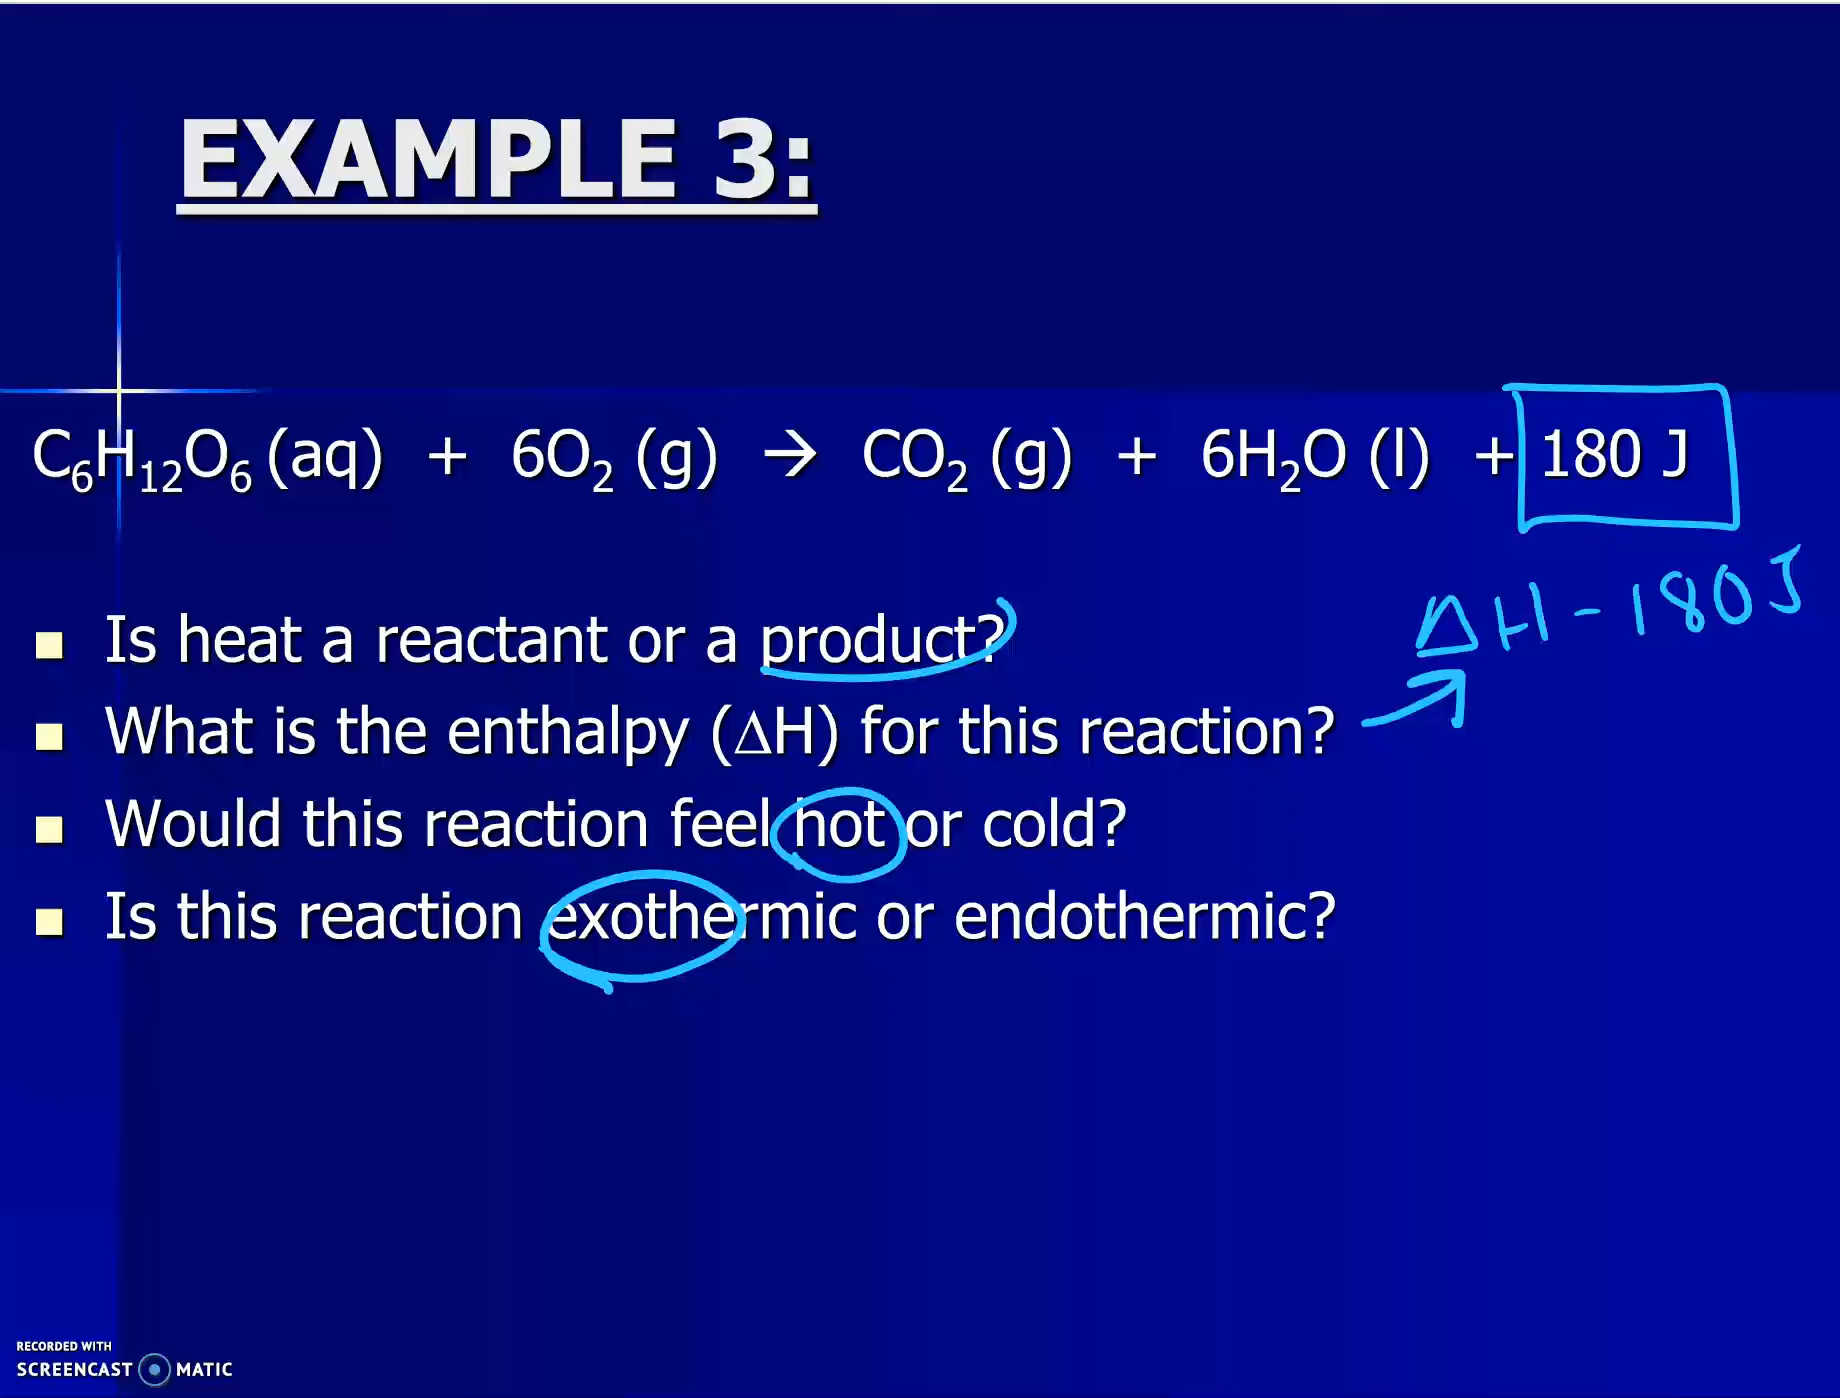 EXAMPLE 3:
C₆H₁₂O₆ (aq) + 6O₂ (g) → CO₂ (g) + 6H₂O (l) + 180 J
ΔH - 180J
Is heat a reactant or a product?
What is the enthalpy (ΔH) for this reaction?
Would this reaction feel hot or cold?
Is this reaction exothermic or endothermic?
RECORDED WITH
SCREENCAST MATIC